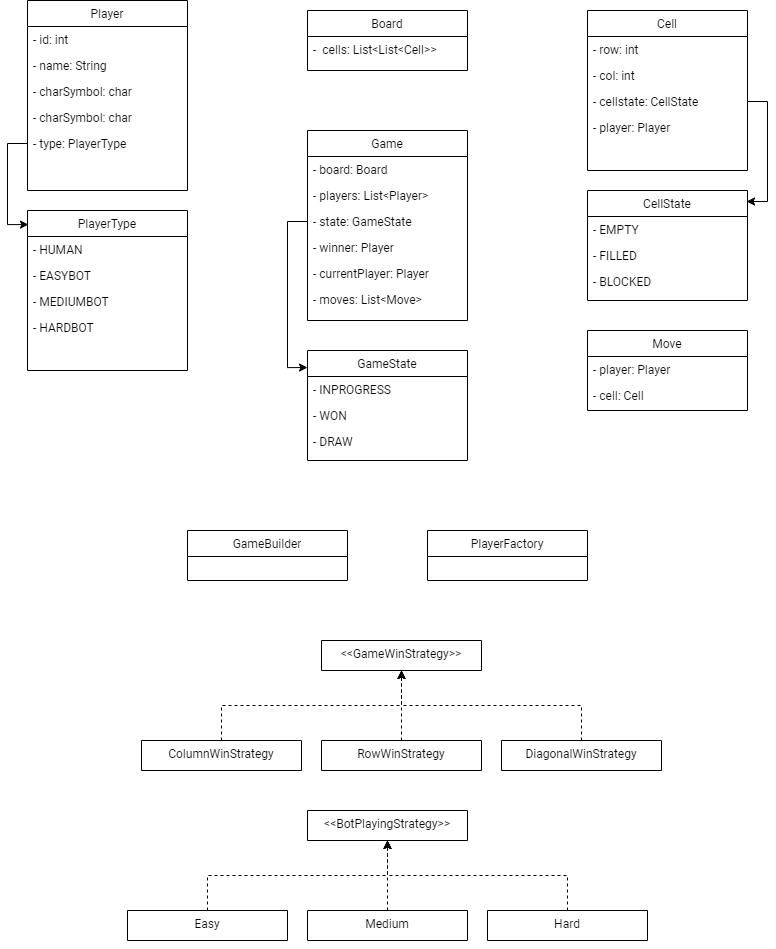 Player
- id: int
- name: String
- charSymbol: char
- charSymbol: char
- type: PlayerType
PlayerType
- HUMAN
- EASYBOT
- MEDIUMBOT
- HARDBOT
Board
- cells: List<List<Cell>>
Game
- board: Board
- players: List<Player>
- state: GameState
- winner: Player
- currentPlayer: Player
- moves: List<Move>
GameState
- INPROGRESS
- WON
- DRAW
Cell
- row: int
- col: int
- cellstate: CellState
- player: Player
CellState
- EMPTY
- FILLED
- BLOCKED
Move
- player: Player
- cell: Cell
GameBuilder
PlayerFactory
<<GameWinStrategy>>
ColumnWinStrategy
RowWinStrategy
DiagonalWinStrategy
<<BotPlayingStrategy>>
Easy
Medium
Hard